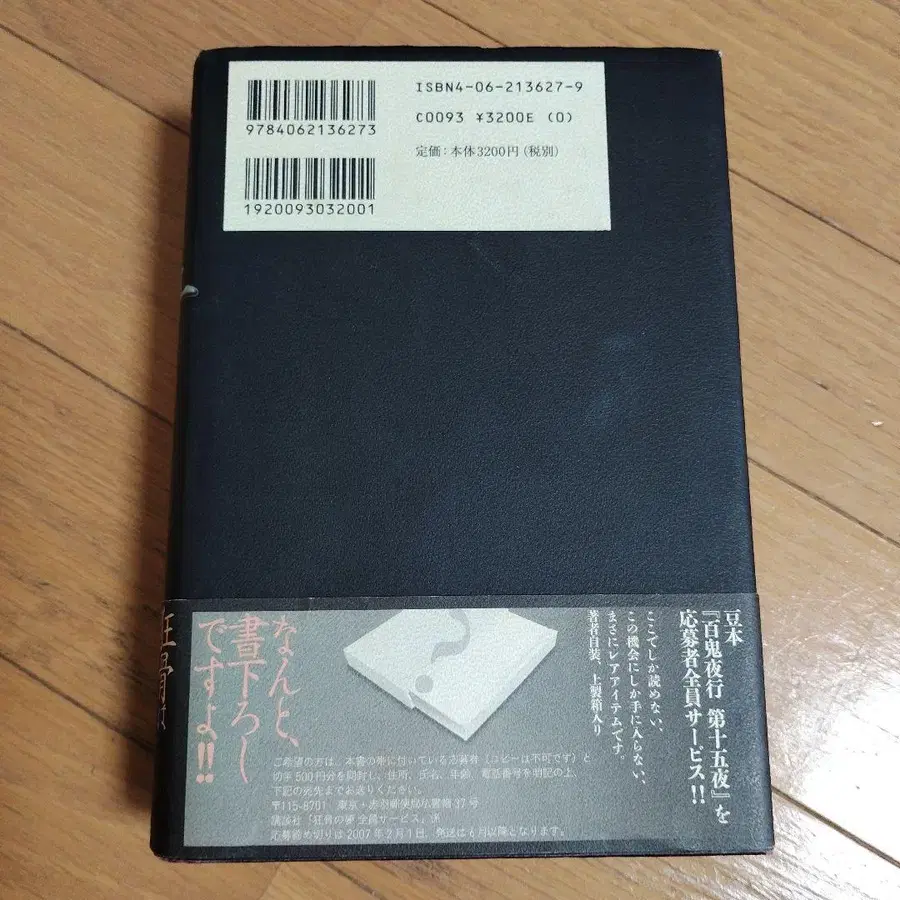 9784062136273
1920093032001
ISBN4-06-213627-9
C0093 ¥3200E (0)
定価：本体3200円（税別）
豆本
『百鬼夜行 第十五夜』を
応募者全員サービス!!
ここでしか読めない、
この機会にしか手に入らない、
まさにレアアイテムです。
著者自装、上製箱入り
?
なんと、
書下ろし
ですよ!!
ご希望の方は、本書の帯に付いている応募券（コピーは不可です）と
切手500円分を同封し、住所、氏名、年齢、電話番号を明記の上、
下記の宛先までお送りください。
〒115-8701 東京・赤羽郵便局私書箱37号
講談社「狂骨の夢 全員サービス」係
応募締め切りは2007年2月1日、発送は6月以降となります。
狂骨